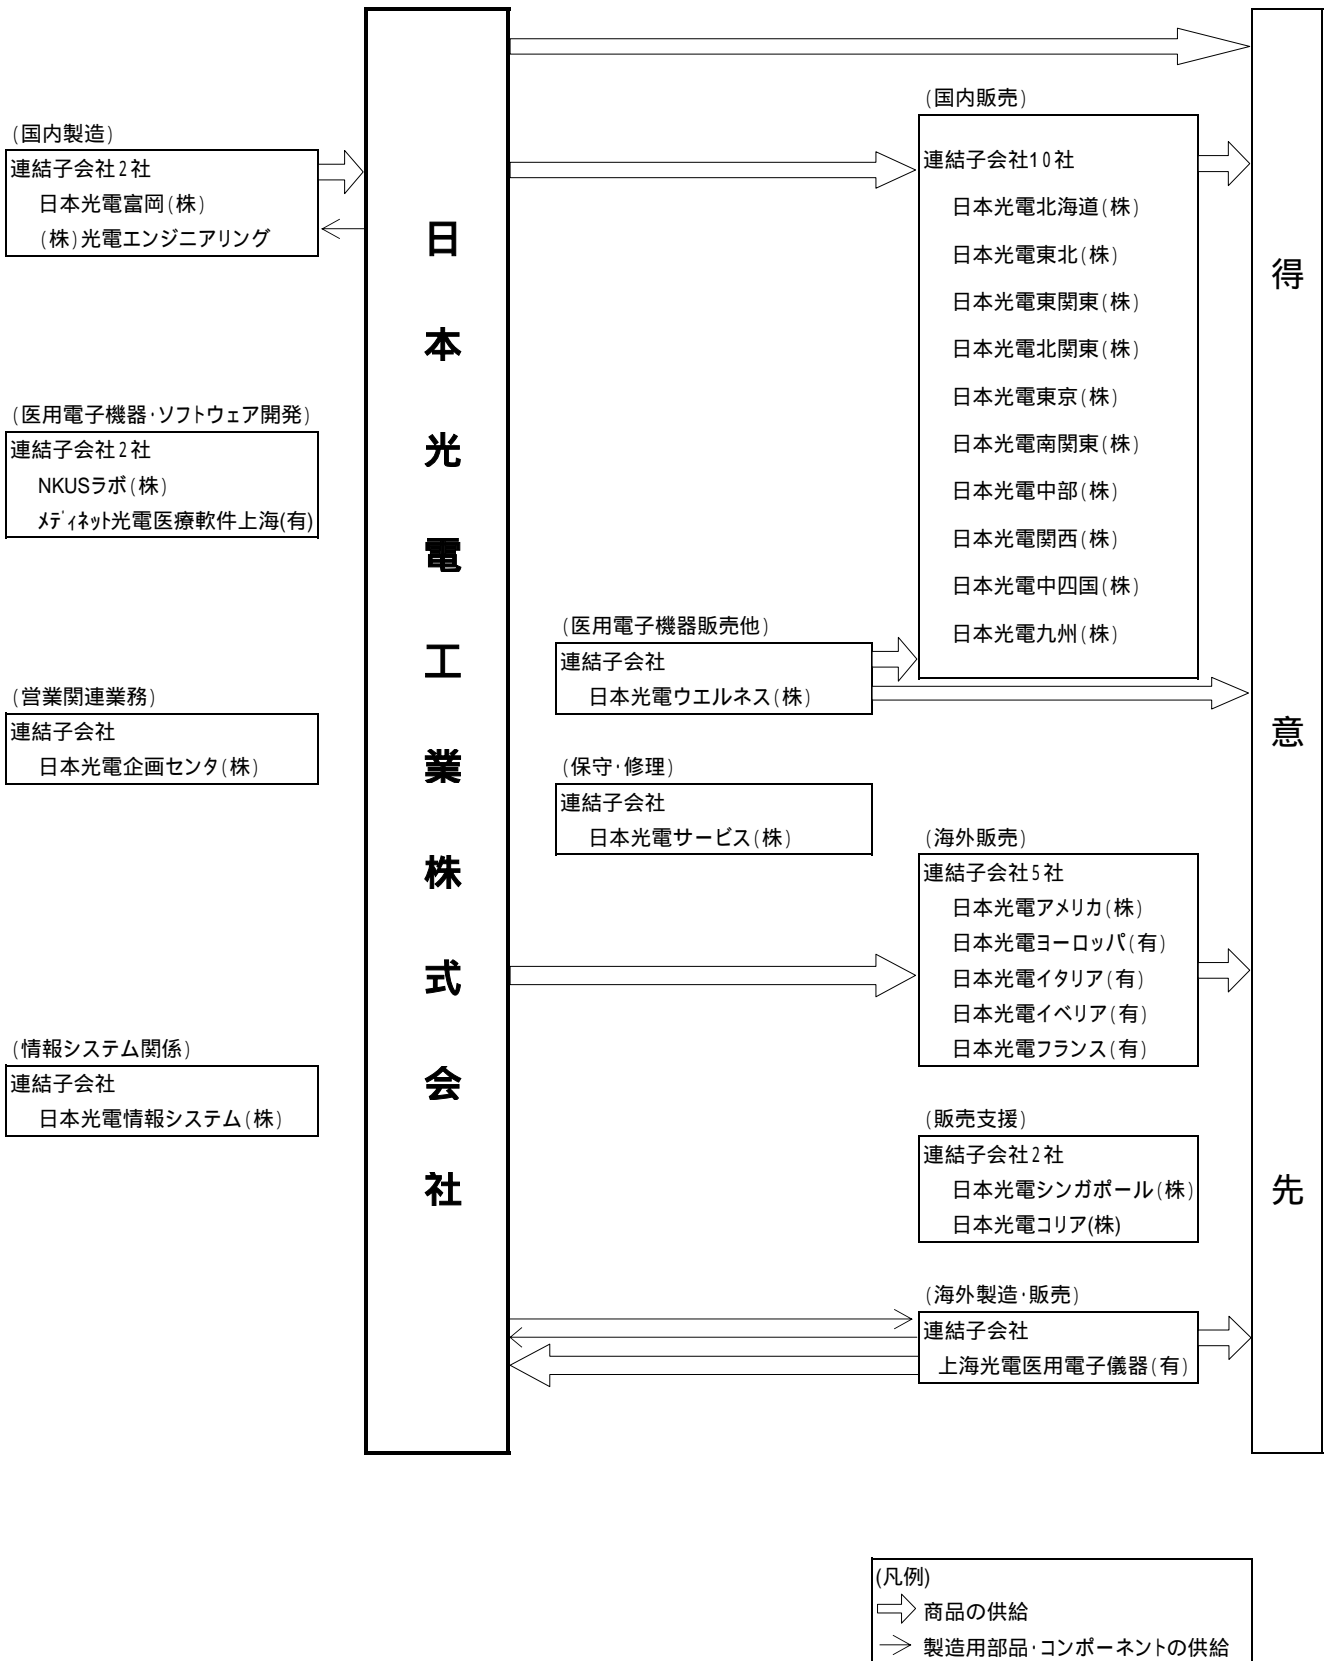 (国内製造)
連結子会社2社
日本光電富岡(株)
(株)光電エンジニアリング
(医用電子機器・ソフトウェア開発)
連結子会社2社
NKUSラボ(株)
メディネット光電医療軟件上海(有)
(営業関連業務)
連結子会社
日本光電企画センタ(株)
(情報システム関係)
連結子会社
日本光電情報システム(株)
日本光電工業株式会社
(医用電子機器販売他)
連結子会社
日本光電ウエルネス(株)
(保守・修理)
連結子会社
日本光電サービス(株)
(国内販売)
連結子会社10社
日本光電北海道(株)
日本光電東北(株)
日本光電東関東(株)
日本光電北関東(株)
日本光電東京(株)
日本光電南関東(株)
日本光電中部(株)
日本光電関西(株)
日本光電中四国(株)
日本光電九州(株)
(海外販売)
連結子会社5社
日本光電アメリカ(株)
日本光電ヨーロッパ(有)
日本光電イタリア(有)
日本光電イベリア(有)
日本光電フランス(有)
(販売支援)
連結子会社2社
日本光電シンガポール(株)
日本光電コリア(株)
(海外製造・販売)
連結子会社
上海光電医用電子儀器(有)
得意先
(凡例)
商品の供給
製造用部品・コンポーネントの供給